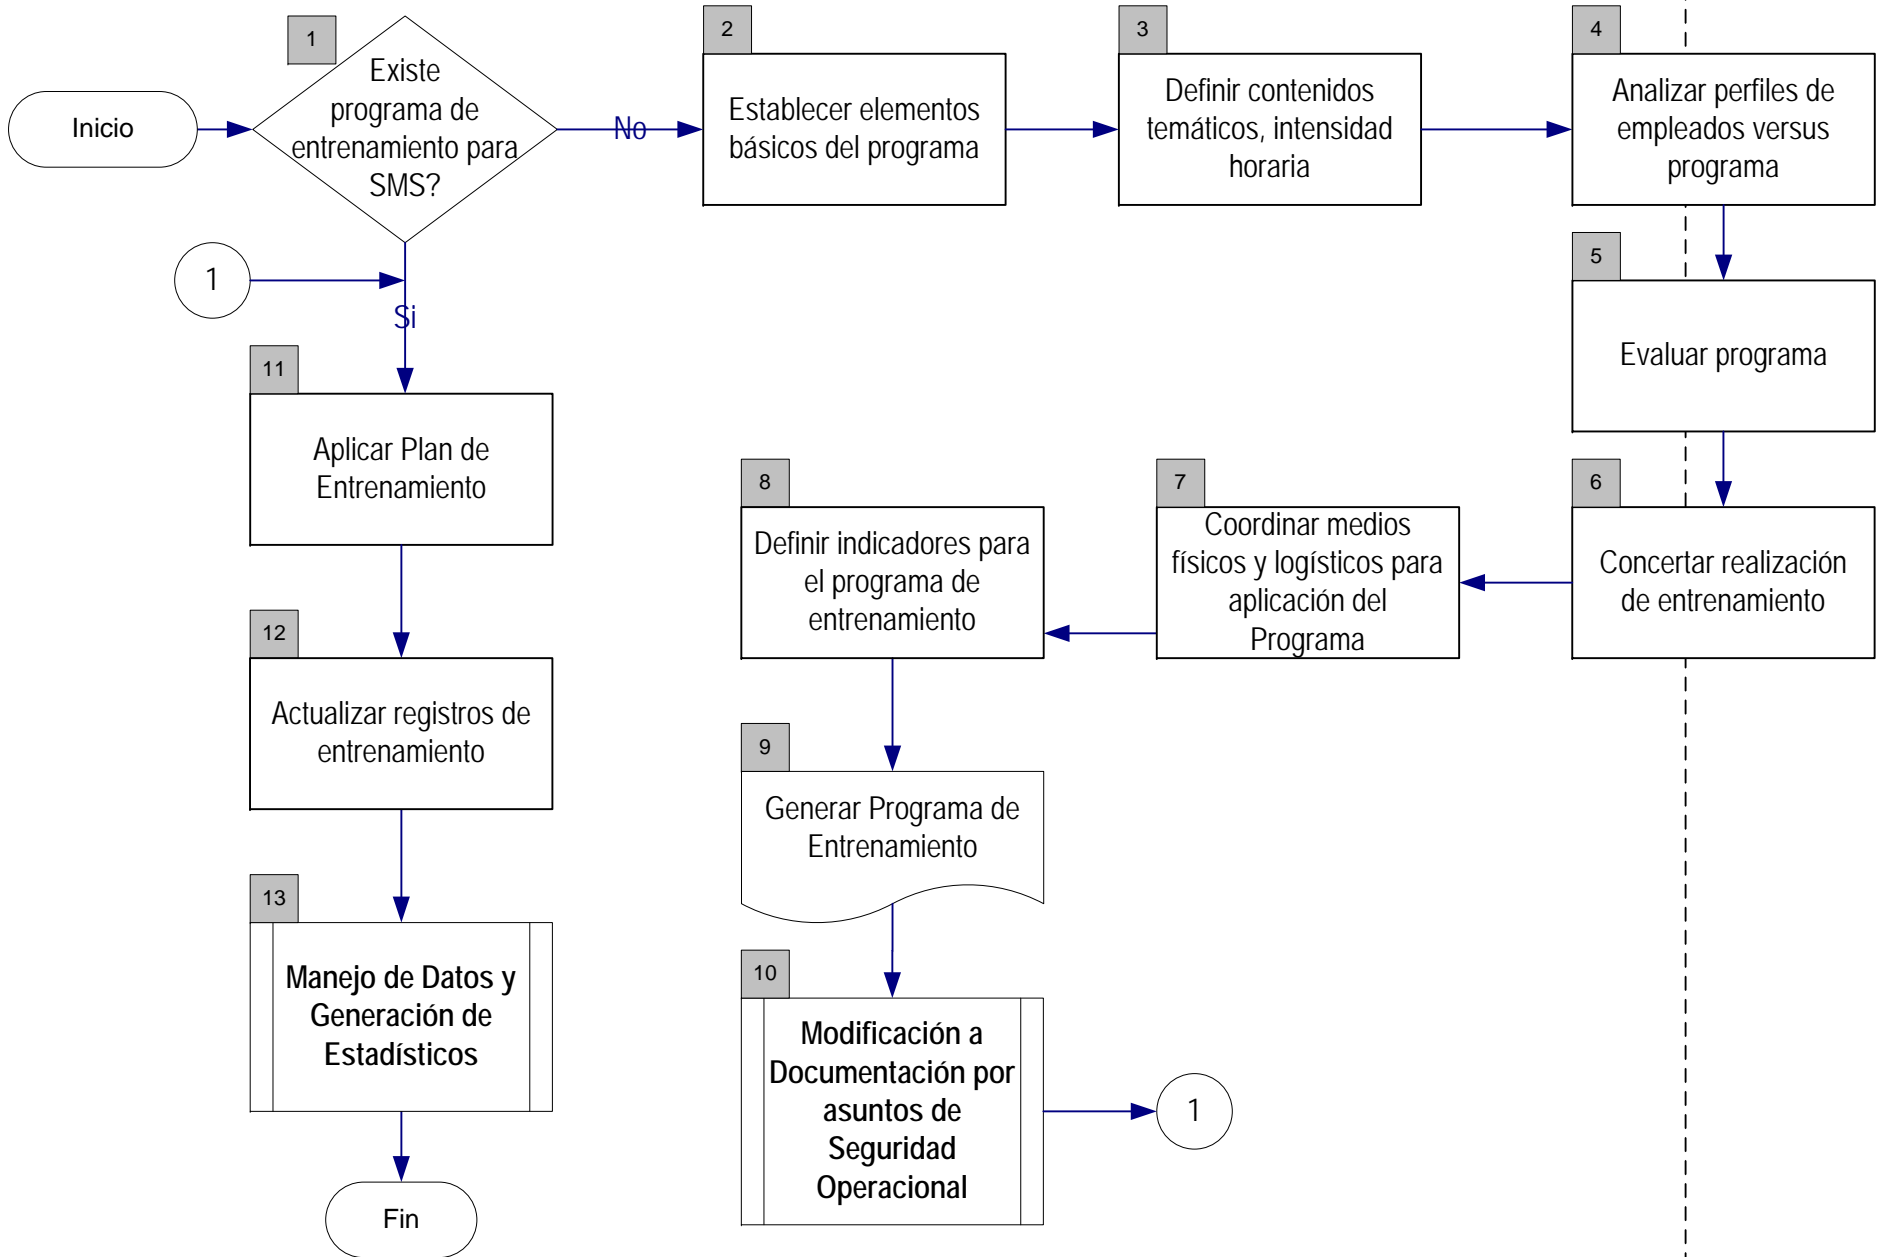 Inicio
1
Existe
programa de
entrenamiento para
SMS?
No
2
Establecer elementos
básicos del programa
3
Definir contenidos
temáticos, intensidad
horaria
4
Analizar perfiles de
empleados versus
programa
5
Evaluar programa
6
Concertar realización
de entrenamiento
7
Coordinar medios
físicos y logísticos para
aplicación del
Programa
8
Definir indicadores para
el programa de
entrenamiento
9
Generar Programa de
Entrenamiento
10
Modificación a
Documentación por
asuntos de
Seguridad
Operacional
1
1
Si
11
Aplicar Plan de
Entrenamiento
12
Actualizar registros de
entrenamiento
13
Manejo de Datos y
Generación de
Estadísticos
Fin